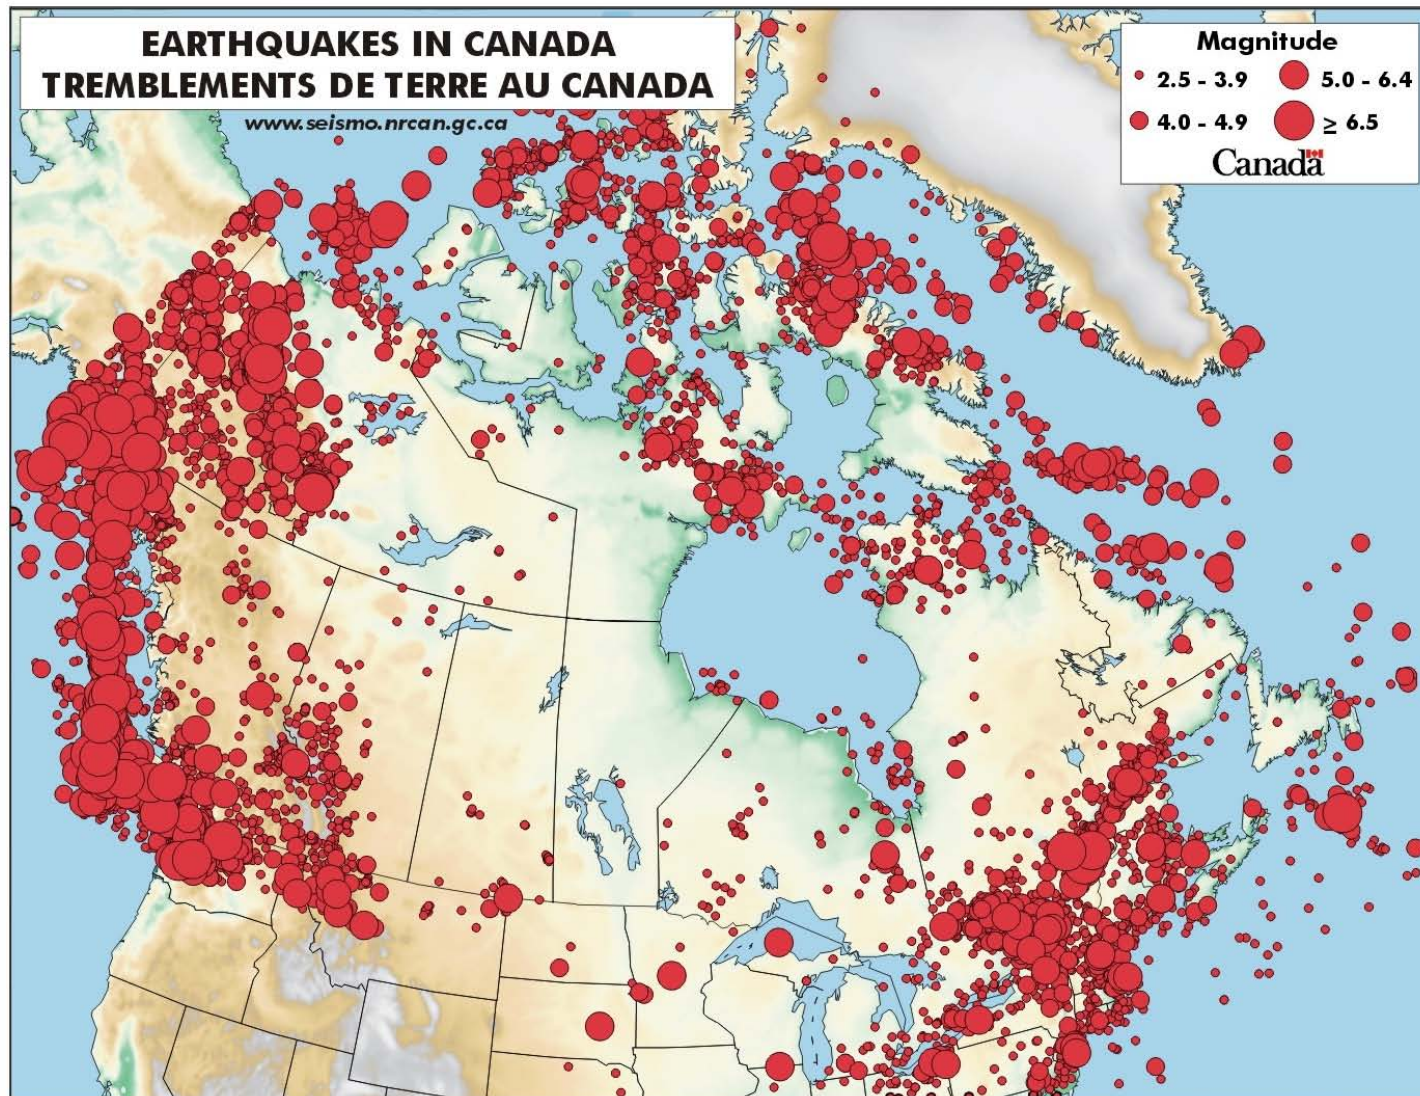 EARTHQUAKES IN CANADA
TREMBLEMENTS DE TERRE AU CANADA
www.seismo.nrcan.gc.ca
Magnitude
2.5 - 3.9
5.0 - 6.4
4.0 - 4.9
≥ 6.5
Canada